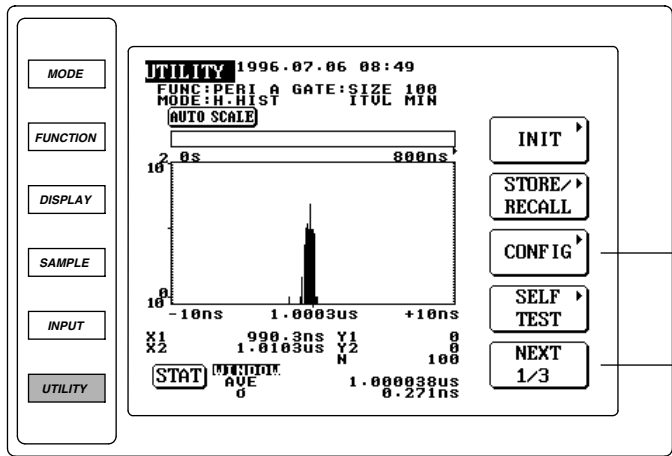 MODE
FUNCTION
DISPLAY
SAMPLE
INPUT
UTILITY
UTILITY 1996.07.06 08:49
FUNC:PERI A GATE:SIZE 100
MODE:H.HIST ITVL MIN
AUTO SCALE
0s 800ns
10²
10⁰
-10ns 1.0003us +10ns
X1 990.3ns Y1 0
X2 1.0103us Y2 0
N 100
STAT WINDOW
AVE 1.000038us
σ 0.271ns
INIT
STORE/
RECALL
CONFIG
SELF
TEST
NEXT
1/3